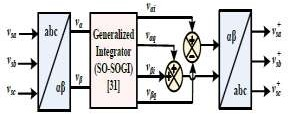 v_sa
v_sb
v_sc
abc
αβ
v_α
v_β
Generalized
Integrator
(SO-SOGI)
[31]
v_αi
v_αq
v_βi
v_βq
αβ
abc
v_sa^+
v_sb^+
v_sc^+